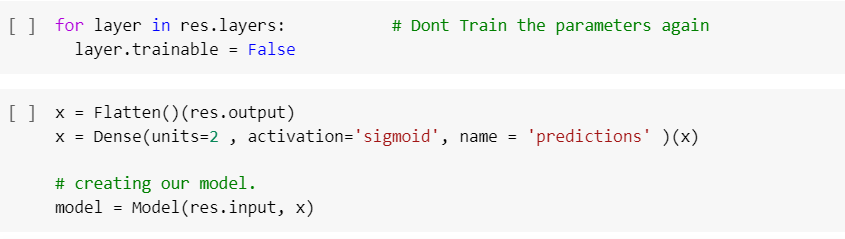 [ ] for layer in res.layers:           # Dont Train the parameters again
      layer.trainable = False
[ ] x = Flatten()(res.output)
    x = Dense(units=2 , activation='sigmoid', name = 'predictions' )(x)
    # creating our model.
    model = Model(res.input, x)